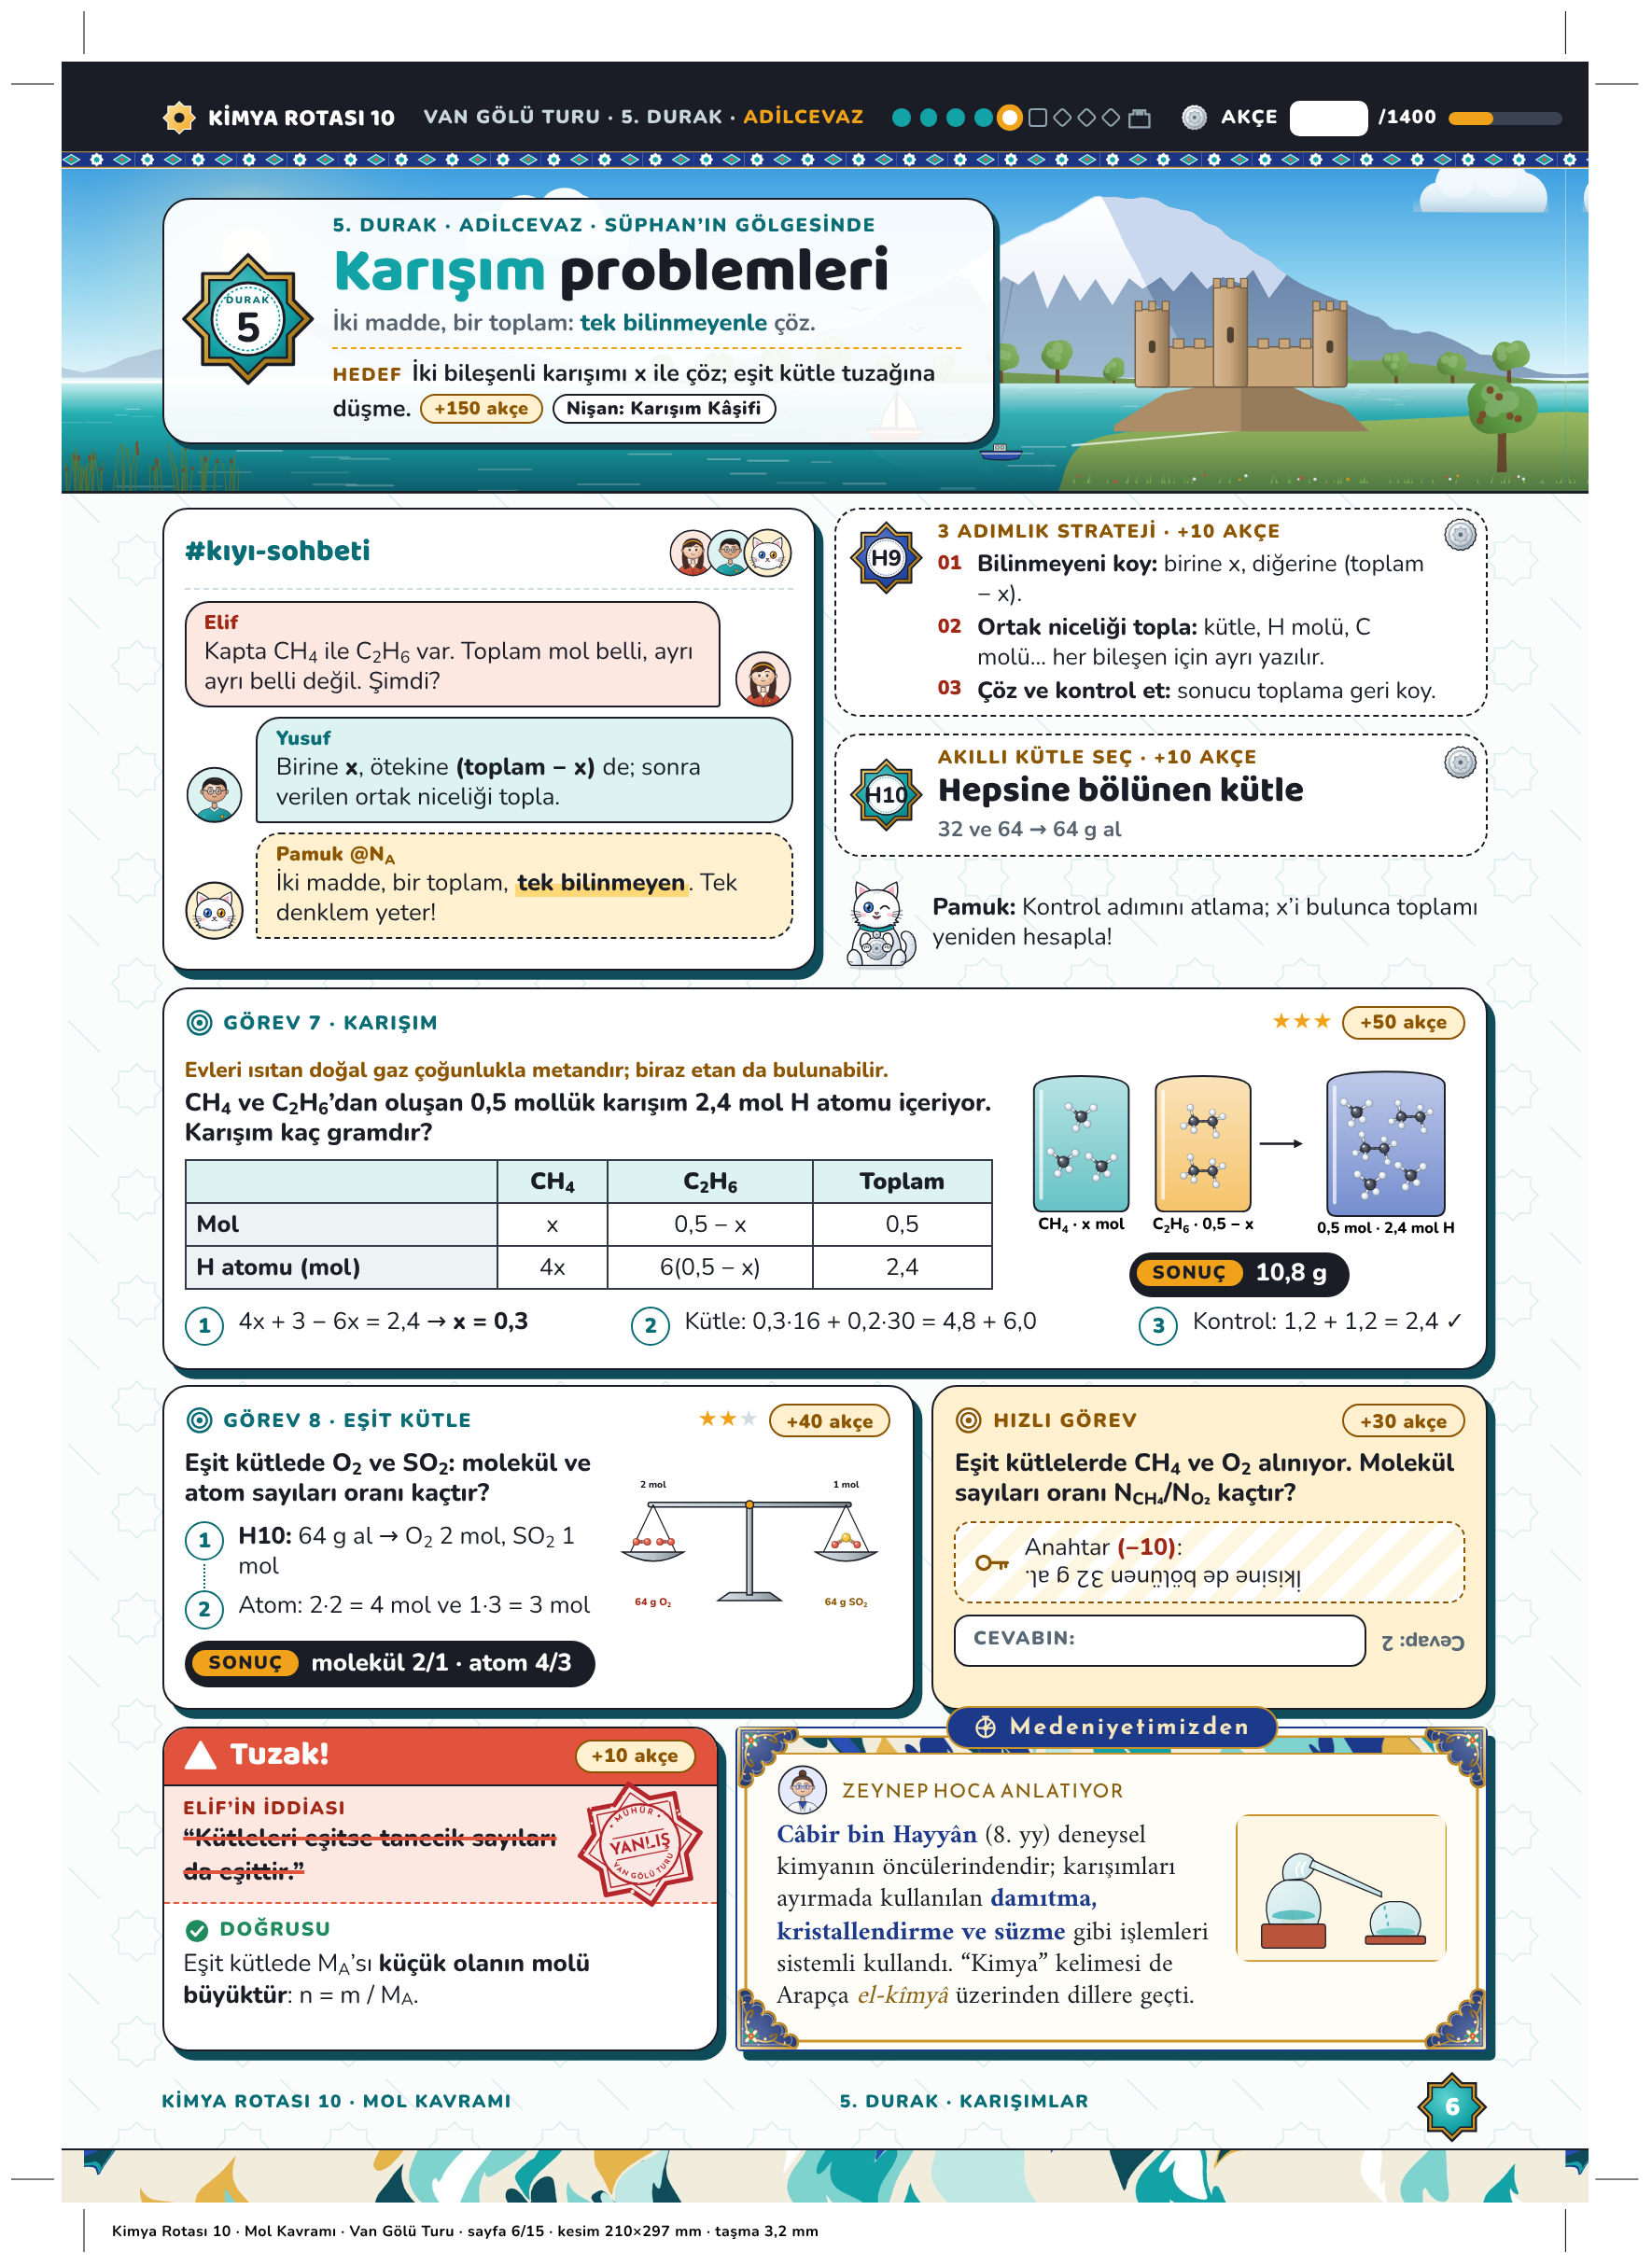 KİMYA ROTASI 10 VAN GÖLÜ TURU · 5. DURAK · ADİLCEVAZ AKÇE /1400
5. DURAK · ADİLCEVAZ · SÜPHAN’IN GÖLGESİNDE
DURAK
5
Karışım problemleri
İki madde, bir toplam: tek bilinmeyenle çöz.
HEDEF İki bileşenli karışımı x ile çöz; eşit kütle tuzağına
düşme. +150 akçe Nişan: Karışım Kâşifi
#kıyı-sohbeti
Elif
Kapta CH₄ ile C₂H₆ var. Toplam mol belli, ayrı
ayrı belli değil. Şimdi?
Yusuf
Birine x, ötekine (toplam − x) de; sonra
verilen ortak niceliği topla.
Pamuk @N_A
İki madde, bir toplam, tek bilinmeyen. Tek
denklem yeter!
H9
3 ADIMLIK STRATEJİ · +10 AKÇE
01 Bilinmeyeni koy: birine x, diğerine (toplam
− x).
02 Ortak niceliği topla: kütle, H molü, C
molü… her bileşen için ayrı yazılır.
03 Çöz ve kontrol et: sonucu toplama geri koy.
H10
AKILLI KÜTLE SEÇ · +10 AKÇE
Hepsine bölünen kütle
32 ve 64 → 64 g al
Pamuk: Kontrol adımını atlama; x’i bulunca toplamı
yeniden hesapla!
GÖREV 7 · KARIŞIM ★★★ +50 akçe
Evleri ısıtan doğal gaz çoğunlukla metandır; biraz etan da bulunabilir.
CH₄ ve C₂H₆’dan oluşan 0,5 mollük karışım 2,4 mol H atomu içeriyor.
Karışım kaç gramdır?
CH₄ C₂H₆ Toplam
Mol x 0,5 − x 0,5
H atomu (mol) 4x 6(0,5 − x) 2,4
CH₄ · x mol C₂H₆ · 0,5 − x 0,5 mol · 2,4 mol H
SONUÇ 10,8 g
1 4x + 3 − 6x = 2,4 → x = 0,3
2 Kütle: 0,3·16 + 0,2·30 = 4,8 + 6,0
3 Kontrol: 1,2 + 1,2 = 2,4 ✓
GÖREV 8 · EŞİT KÜTLE ★★★ +40 akçe
Eşit kütlede O₂ ve SO₂: molekül ve
atom sayıları oranı kaçtır?
1 H10: 64 g al → O₂ 2 mol, SO₂ 1
mol
2 Atom: 2·2 = 4 mol ve 1·3 = 3 mol
SONUÇ molekül 2/1 · atom 4/3
2 mol 1 mol
64 g O₂ 64 g SO₂
HIZLI GÖREV +30 akçe
Eşit kütlelerde CH₄ ve O₂ alınıyor. Molekül
sayıları oranı N_CH₄/N_O₂ kaçtır?
Anahtar (−10):
İkisine de bölünen 32 g al.
CEVABIN:
Cevap: 2
Tuzak! +10 akçe
ELİF’İN İDDİASI
“Kütleleri eşitse tanecik sayıları
da eşittir.”
MÜHÜR
YANLIŞ
VAN GÖLÜ TURU
DOĞRUSU
Eşit kütlede M_A’sı küçük olanın molü
büyüktür: n = m / M_A.
Medeniyetimizden
ZEYNEP HOCA ANLATIYOR
Câbir bin Hayyân (8. yy) deneysel
kimyanın öncülerindendir; karışımları
ayırmada kullanılan damıtma,
kristallendirme ve süzme gibi işlemleri
sistemli kullandı. “Kimya” kelimesi de
Arapça el-kîmyâ üzerinden dillere geçti.
KİMYA ROTASI 10 · MOL KAVRAMI 5. DURAK · KARIŞIMLAR 6
Kimya Rotası 10 · Mol Kavramı · Van Gölü Turu · sayfa 6/15 · kesim 210×297 mm · taşma 3,2 mm